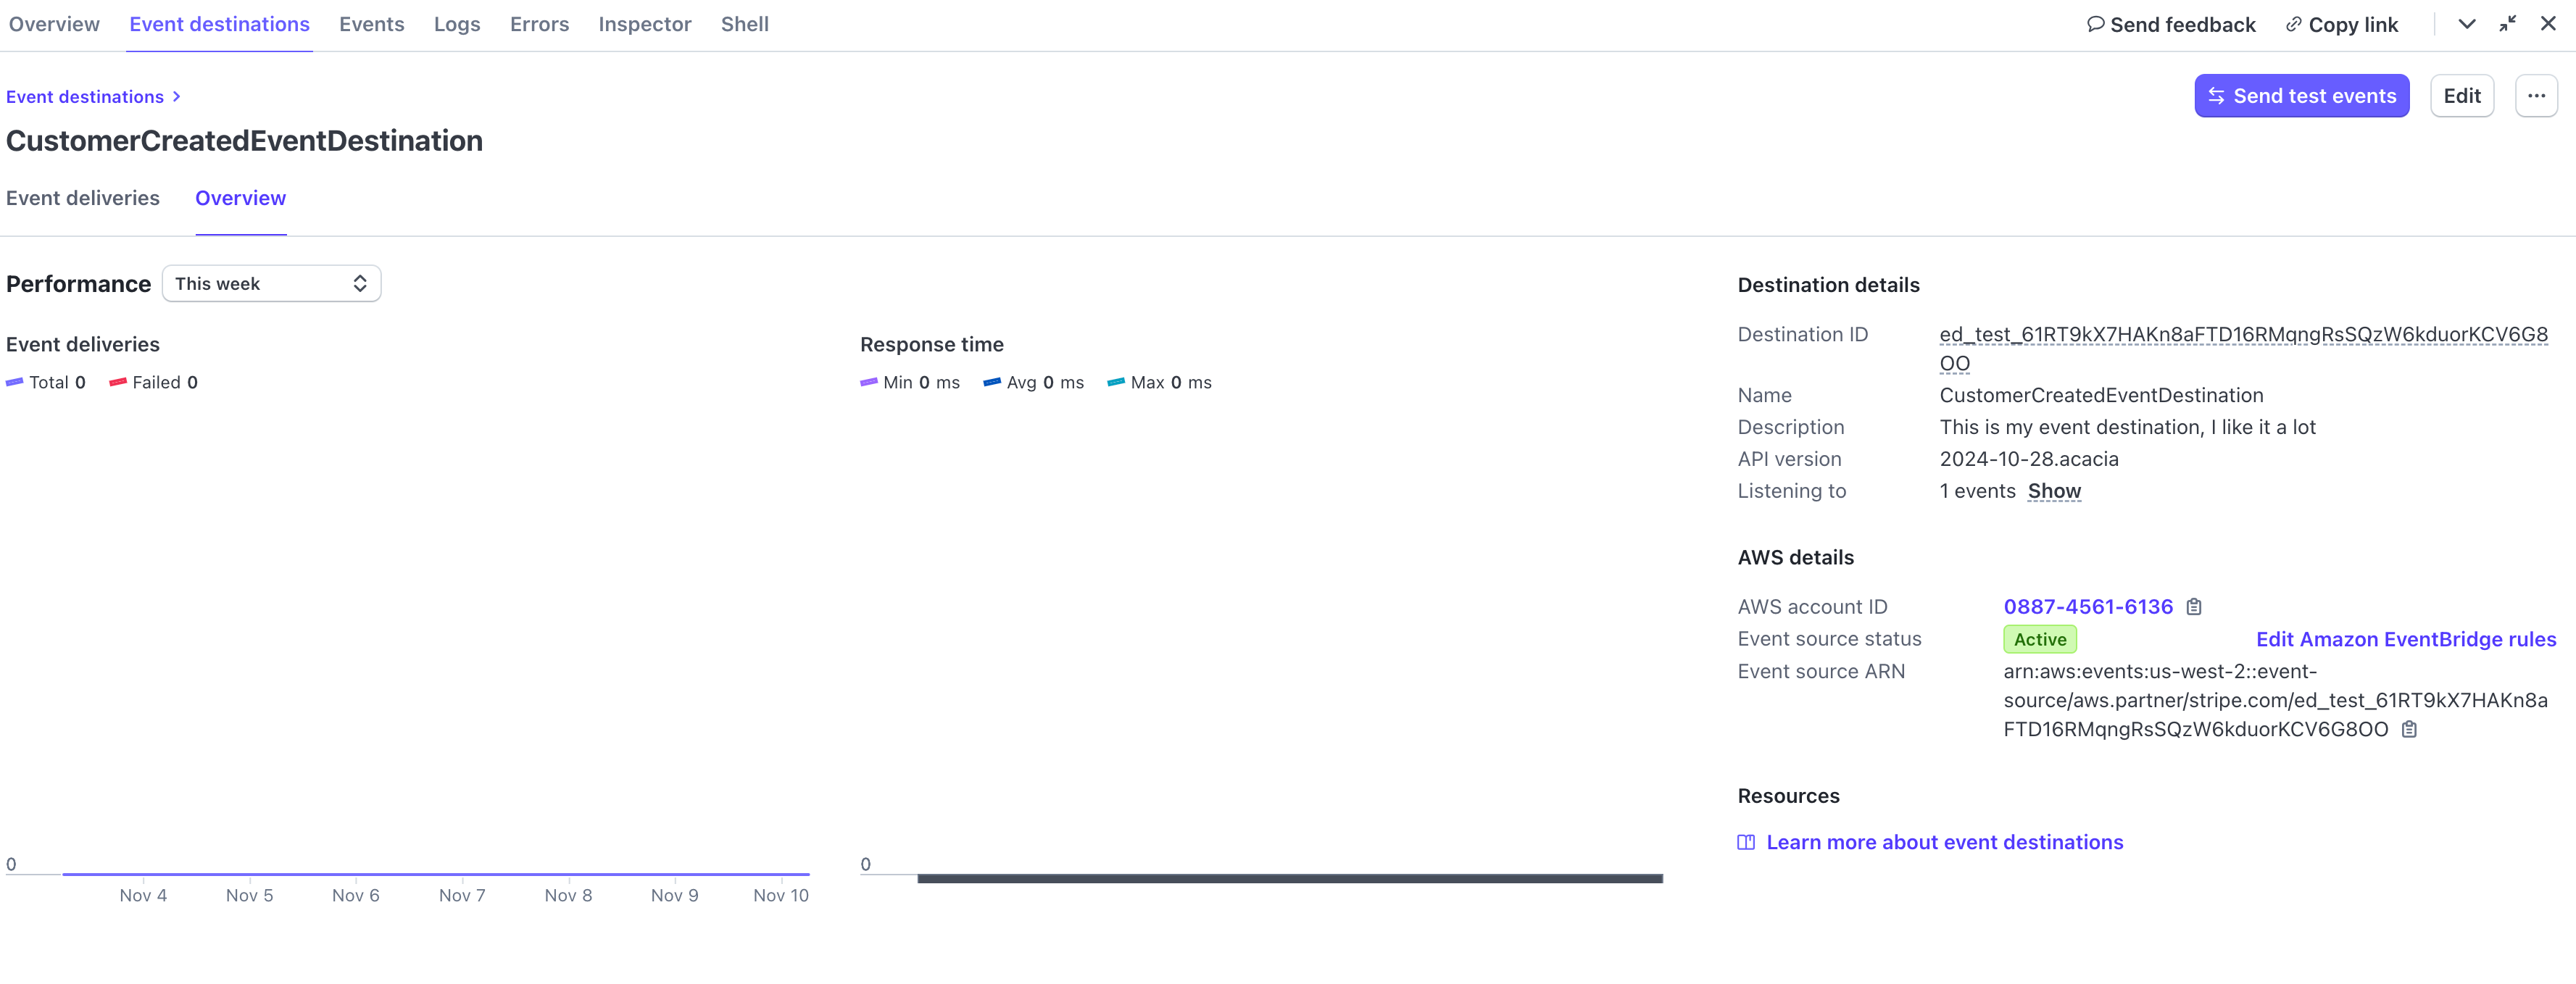 Overview Event destinations Events Logs Errors Inspector Shell Send feedback Copy link
Event destinations
Send test events Edit
CustomerCreatedEventDestination
Event deliveries Overview
Performance This week
Event deliveries
Total 0 Failed 0
0
Nov 4 Nov 5 Nov 6 Nov 7 Nov 8 Nov 9 Nov 10
Response time
Min 0 ms Avg 0 ms Max 0 ms
0
Destination details
Destination ID ed_test_61RT9kX7HAKn8aFTD16RMqngRsSQzW6kduorKCV6G8
OO
Name CustomerCreatedEventDestination
Description This is my event destination, I like it a lot
API version 2024-10-28.acacia
Listening to 1 events Show
AWS details
AWS account ID 0887-4561-6136
Event source status Active Edit Amazon EventBridge rules
Event source ARN arn:aws:events:us-west-2::event-
source/aws.partner/stripe.com/ed_test_61RT9kX7HAKn8a
FTD16RMqngRsSQzW6kduorKCV6G8OO
Resources
Learn more about event destinations